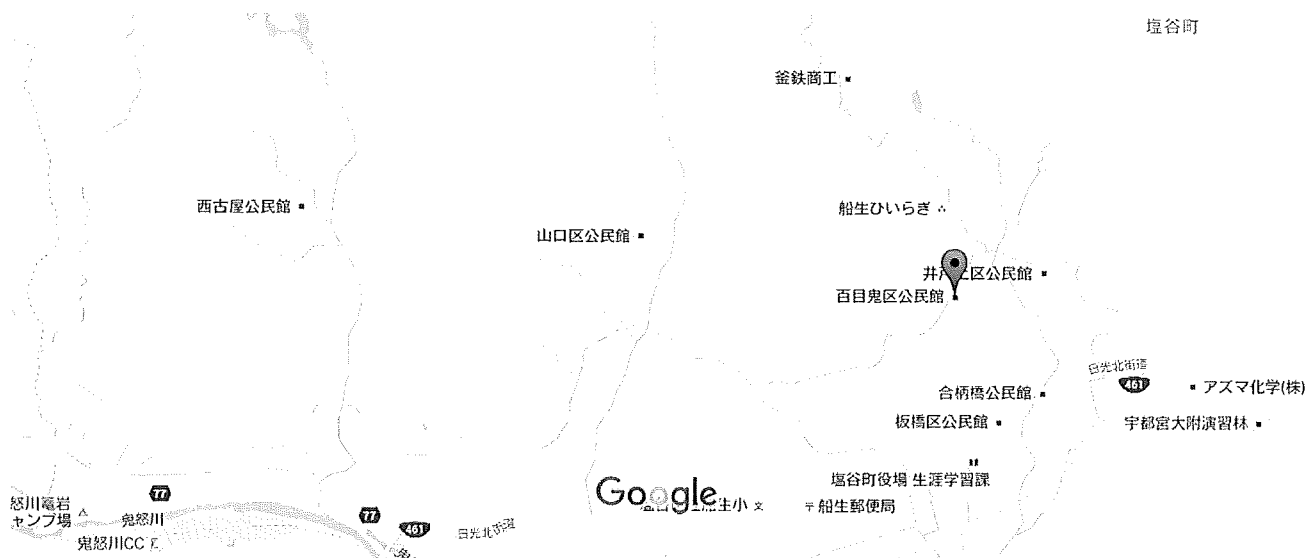 塩谷町
釜鉄商工
西古屋公民館
船生ひいらぎ
山口区公民館
区公民館
百目鬼区公民館
日光北街道
461
アズマ化学(株)
合柄橋公民館
板橋区公民館
宇都宮大附演習林
塩谷町役場 生涯学習課
77
怒川竜岩
ャンプ場
鬼怒川
Google
生小
〒船生郵便局
77
461
日光北街道
鬼怒川CC